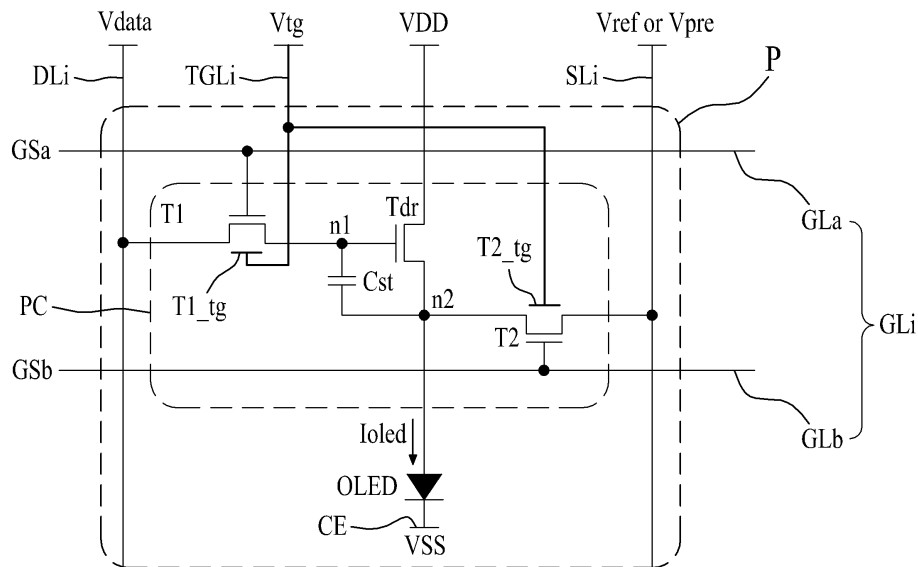 Vdata Vtg VDD Vref or Vpre
DLi TGLi SLi P
GSa
GLa
T1 Tdr
n1
T2_tg
Cst
T1_tg
PC n2
T2 GLi
GSb
GLb
Ioled
OLED
CE
VSS